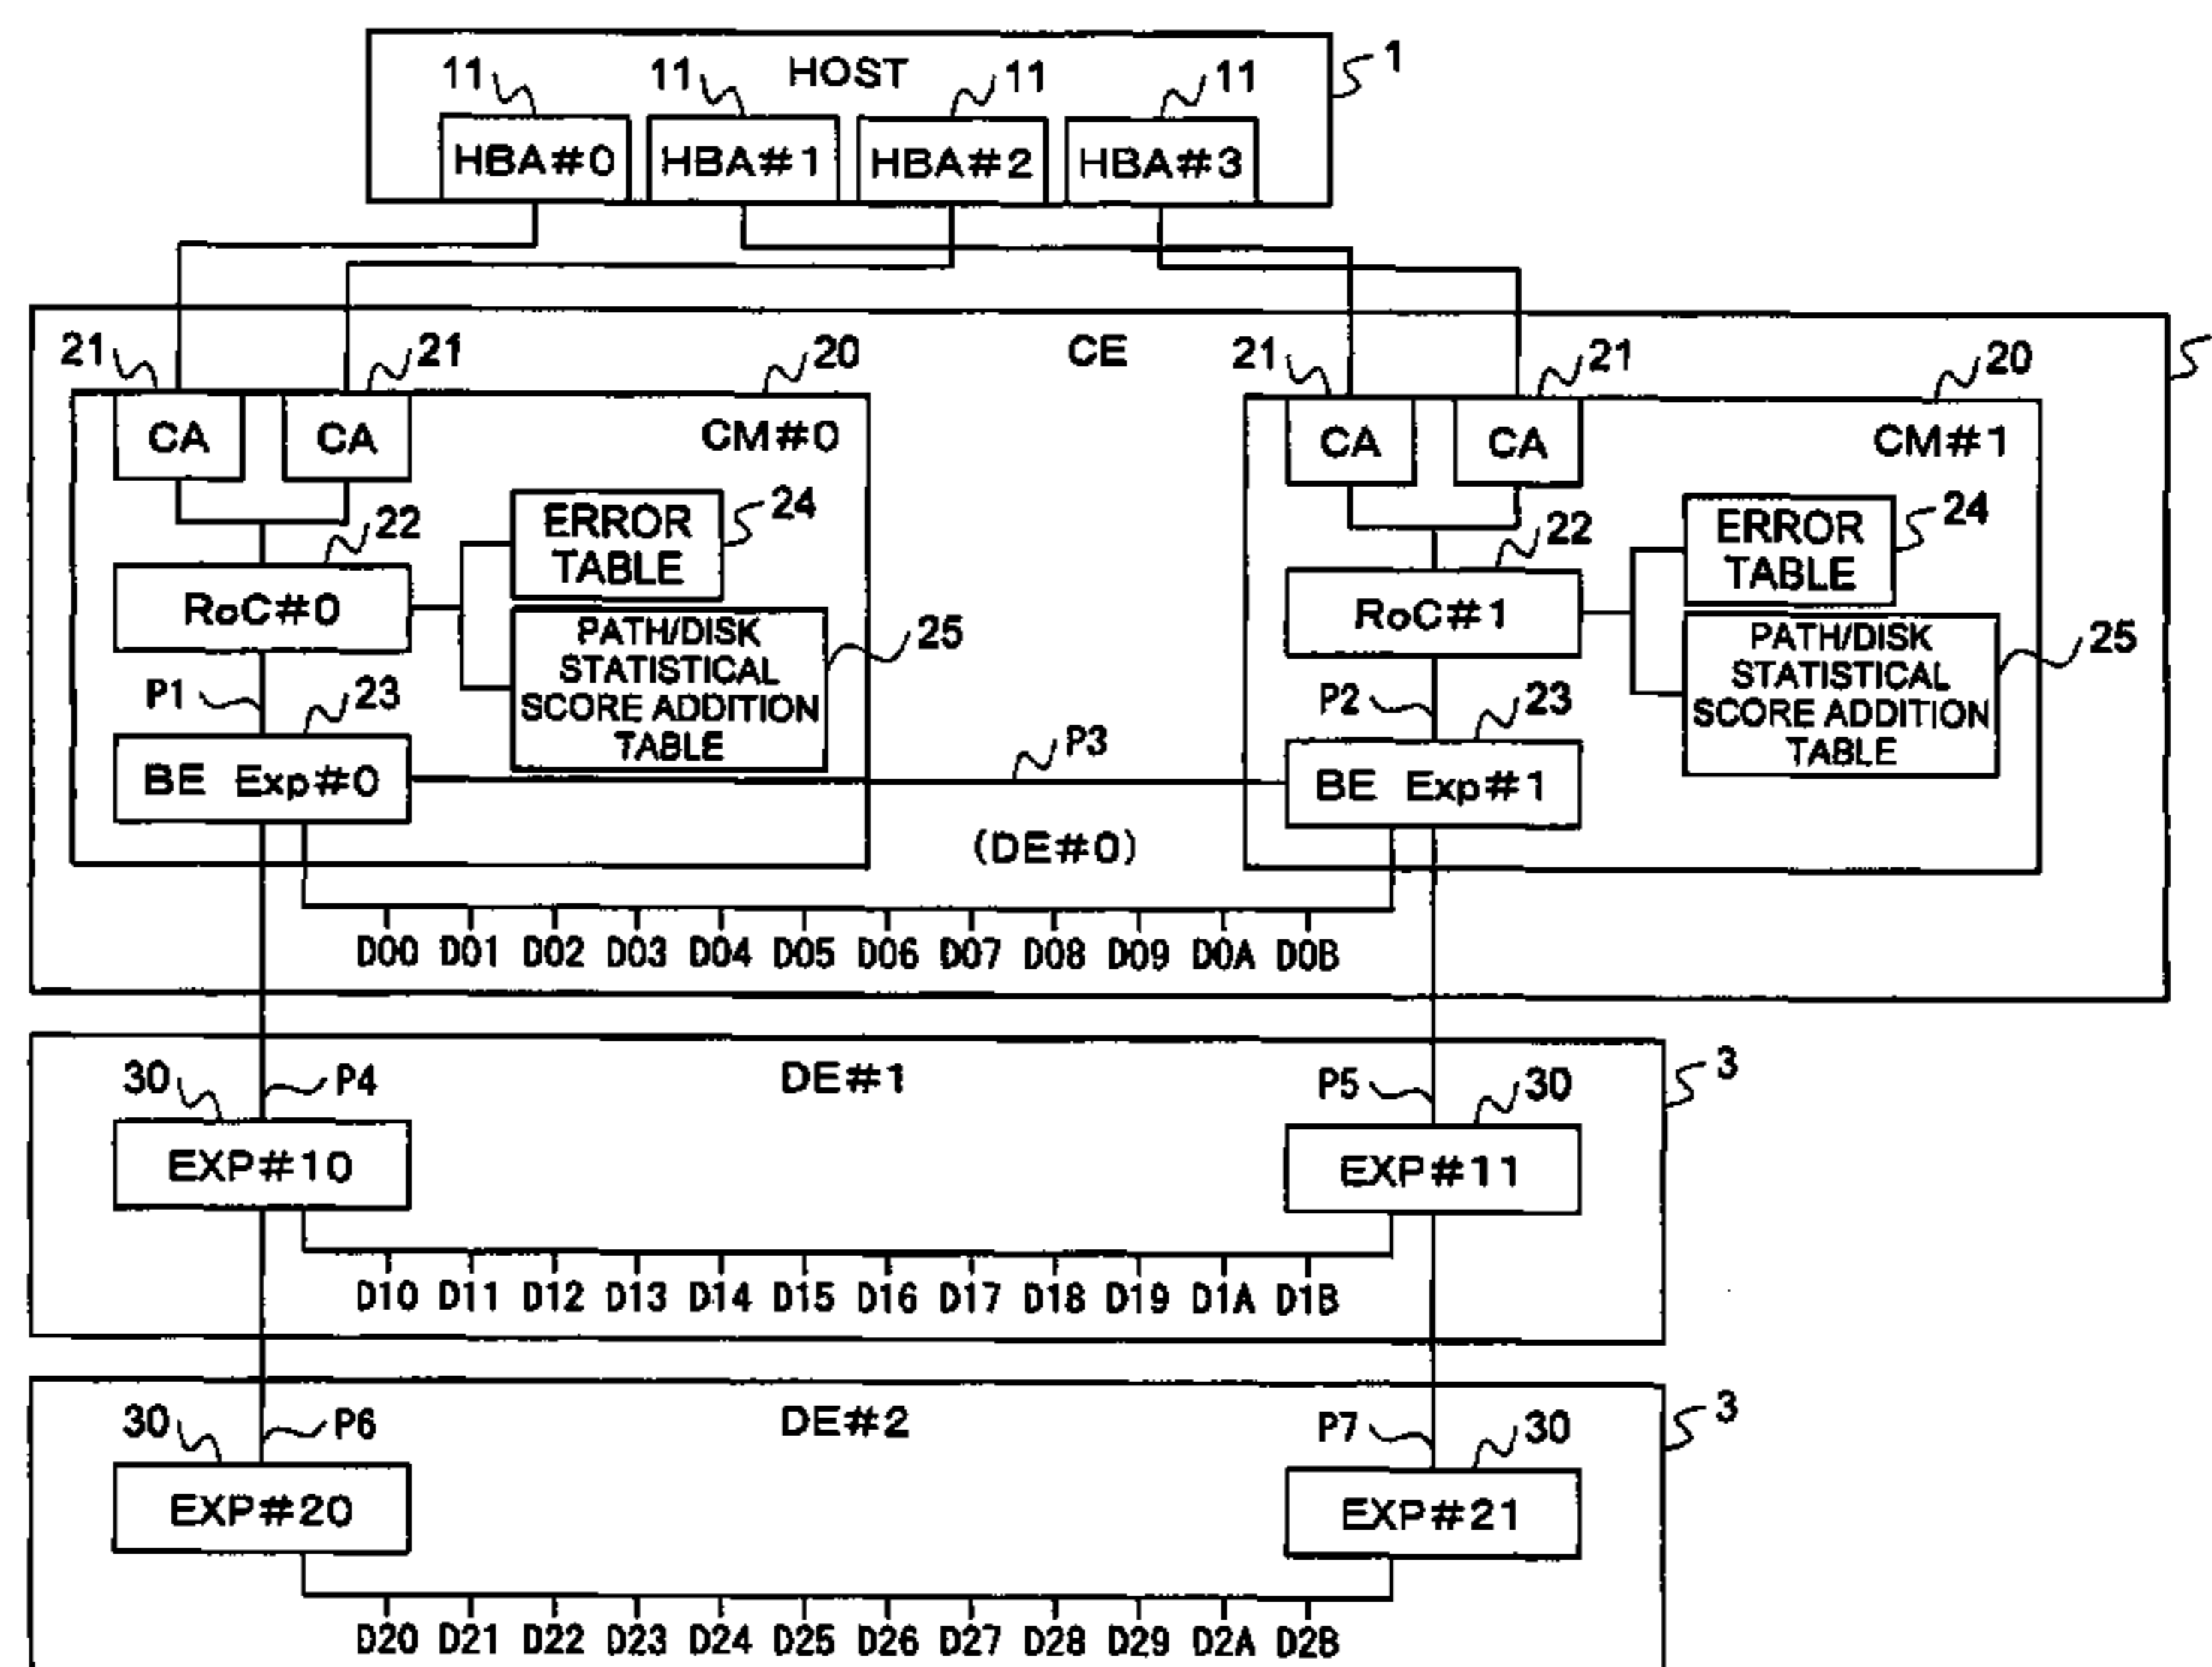 HOST
1
11
11
11
11
HBA#0
HBA#1
HBA#2
HBA#3
CE
21
21
20
21
21
20
CA
CA
CM#0
CA
CA
CM#1
22
ERROR
TABLE
24
22
ERROR
TABLE
24
RoC#0
RoC#1
PATH/DISK
STATISTICAL
SCORE ADDITION
TABLE
25
PATH/DISK
STATISTICAL
SCORE ADDITION
TABLE
25
P1
23
P2
23
BE Exp#0
P3
BE Exp#1
(DE#0)
D00 D01 D02 D03 D04 D05 D06 D07 D08 D09 D0A D0B
DE#1
3
30
P4
P5
30
EXP#10
EXP#11
D10 D11 D12 D13 D14 D15 D16 D17 D18 D19 D1A D1B
DE#2
3
30
P6
P7
30
EXP#20
EXP#21
D20 D21 D22 D23 D24 D25 D26 D27 D28 D29 D2A D2B